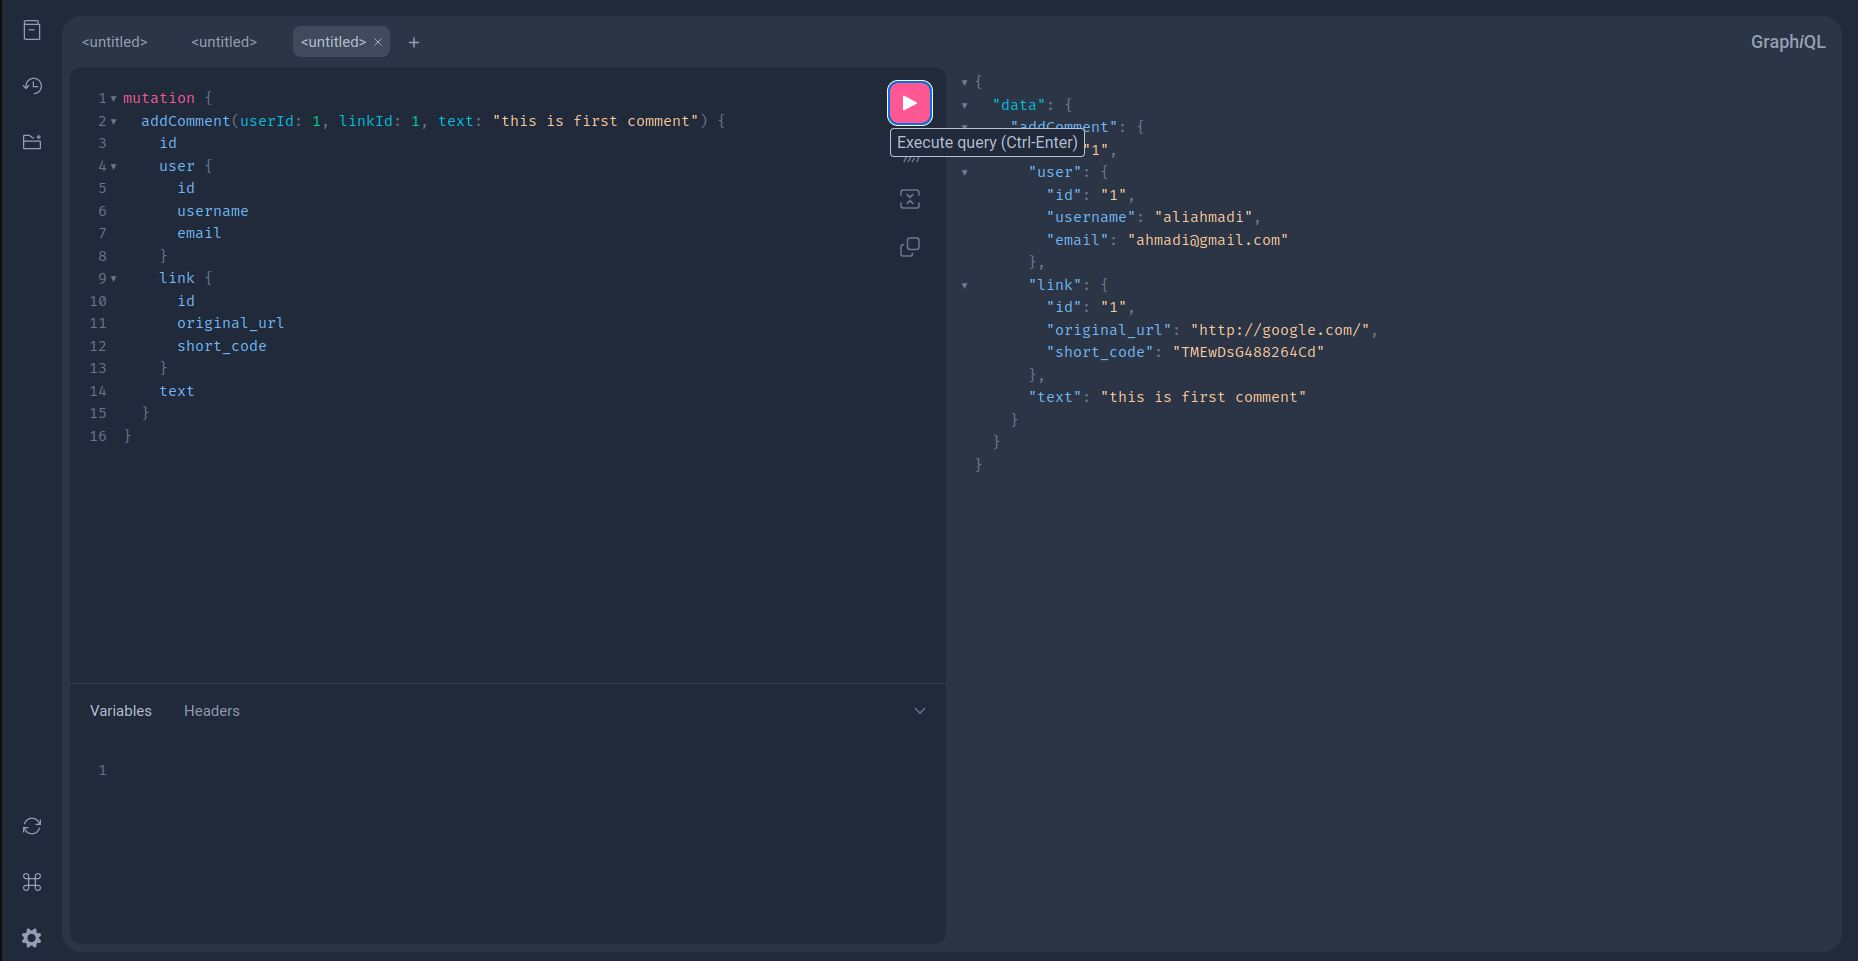 <untitled>
<untitled>
<untitled>
GraphiQL
1 mutation {
2 addComment(userId: 1, linkId: 1, text: "this is first comment") {
3 id
4 user {
5 id
6 username
7 email
8 }
9 link {
10 id
11 original_url
12 short_code
13 }
14 text
15 }
16 }
Execute query (Ctrl-Enter)
{
"data": {
"addComment": {
"1",
"user": {
"id": "1",
"username": "aliahmadi",
"email": "ahmadi@gmail.com"
},
"link": {
"id": "1",
"original_url": "http://google.com/",
"short_code": "TMEwDsG488264Cd"
},
"text": "this is first comment"
}
}
}
Variables
Headers
1